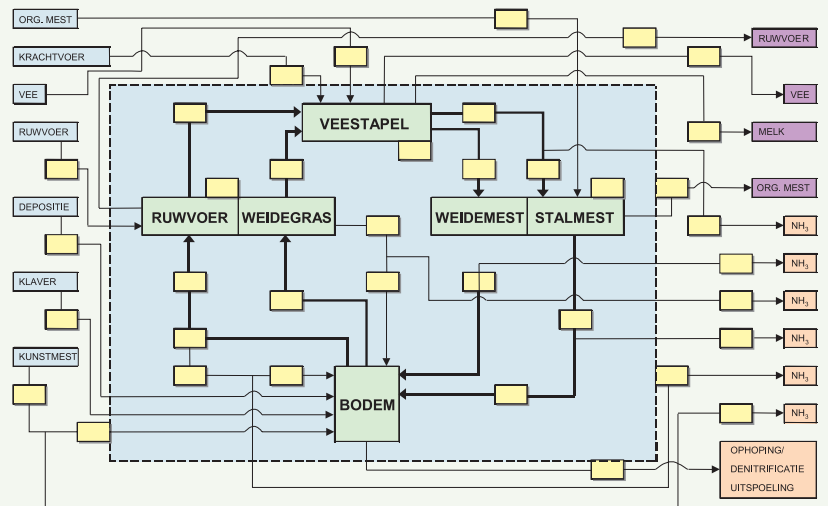 ORG. MEST
KRACHTVOER
VEE
RUWVOER
DEPOSITIE
KLAVER
KUNSTMEST
VEESTAPEL
RUWVOER
WEIDEGRAS
WEIDEMEST
STALMEST
BODEM
RUWVOER
VEE
MELK
ORG. MEST
NH₃
NH₃
NH₃
NH₃
NH₃
NH₃
OPHOPING/
DENITRIFICATIE
UITSPOELING